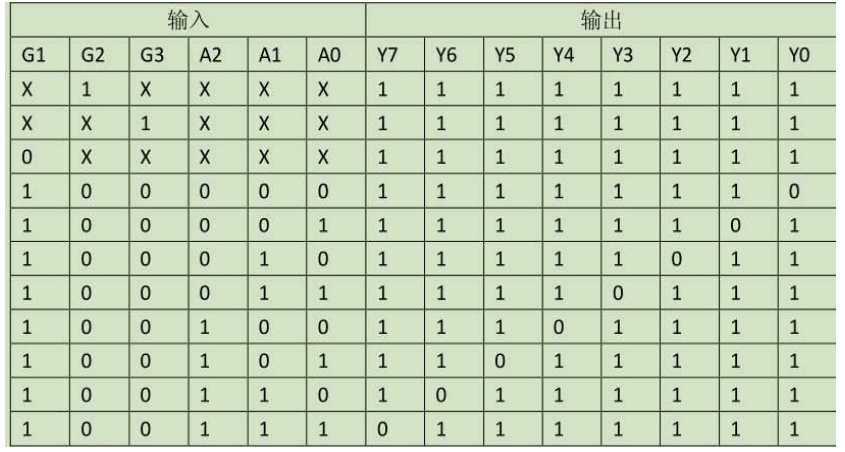 输入 输出
G1 G2 G3 A2 A1 A0 Y7 Y6 Y5 Y4 Y3 Y2 Y1 Y0
X 1 X X X X 1 1 1 1 1 1 1 1
X X 1 X X X 1 1 1 1 1 1 1 1
0 X X X X X 1 1 1 1 1 1 1 1
1 0 0 0 0 0 1 1 1 1 1 1 1 0
1 0 0 0 0 1 1 1 1 1 1 1 0 1
1 0 0 0 1 0 1 1 1 1 1 0 1 1
1 0 0 0 1 1 1 1 1 1 0 1 1 1
1 0 0 1 0 0 1 1 1 0 1 1 1 1
1 0 0 1 0 1 1 1 0 1 1 1 1 1
1 0 0 1 1 0 1 0 1 1 1 1 1 1
1 0 0 1 1 1 0 1 1 1 1 1 1 1